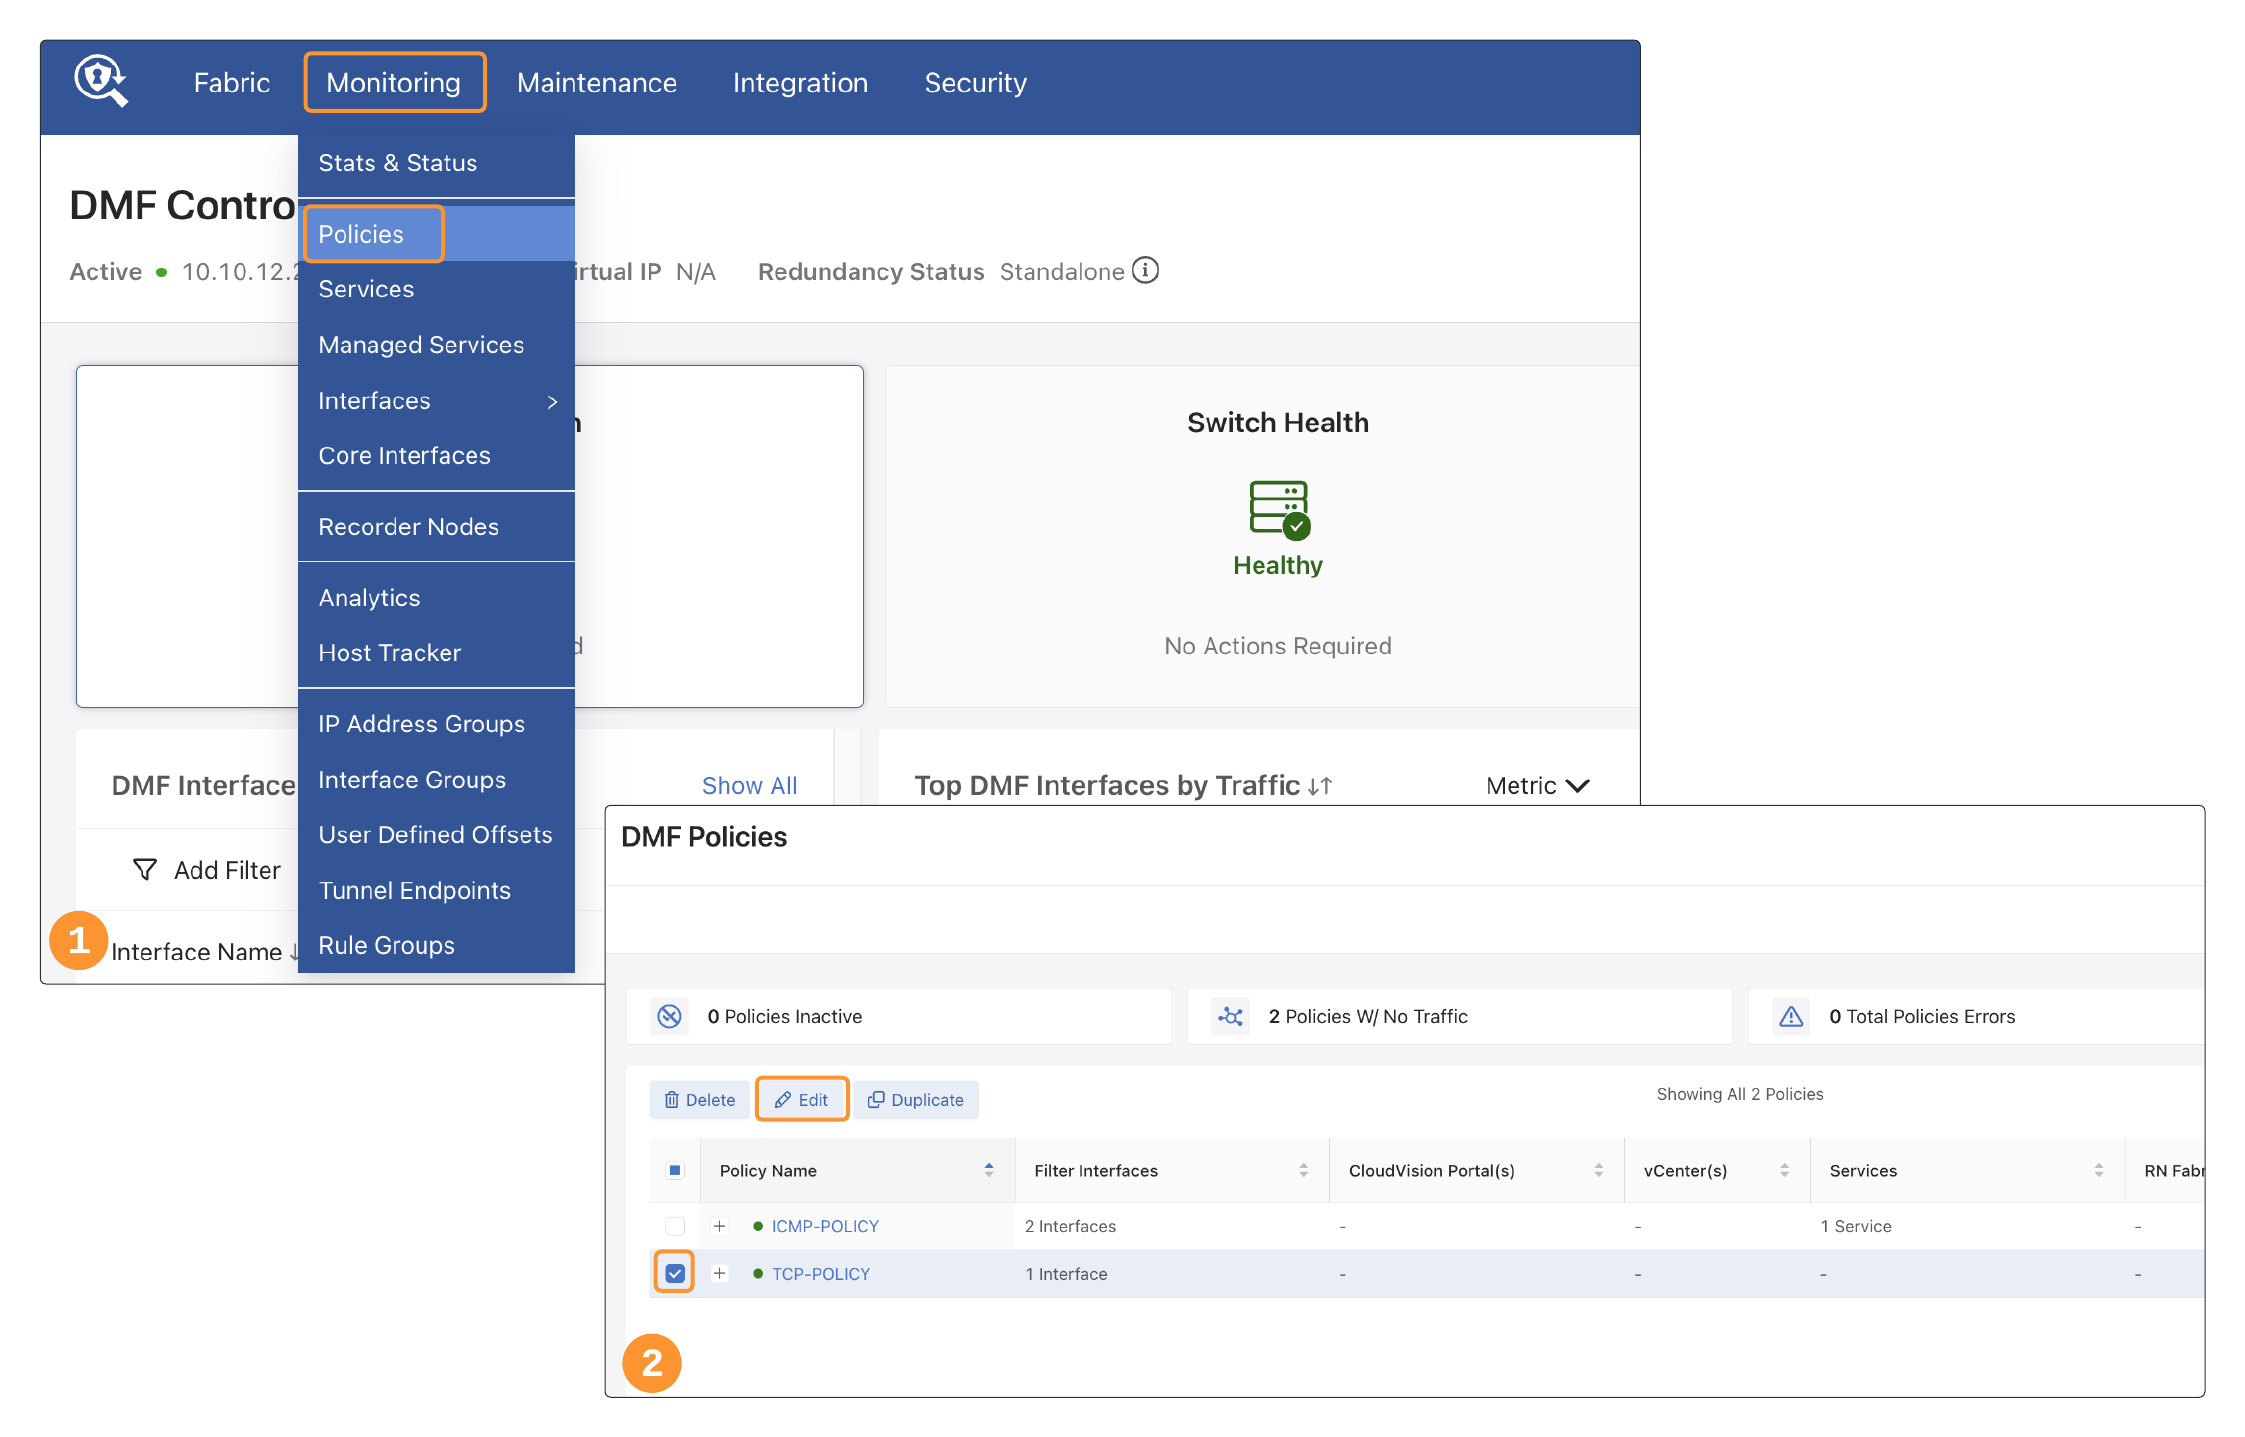 Fabric Monitoring Maintenance Integration Security
Stats & Status
DMF Contro
Policies
Active 10.10.12.2 irtual IP N/A Redundancy Status Standalone
Services
Managed Services
Interfaces
Core Interfaces
Recorder Nodes
Analytics
Host Tracker
IP Address Groups
Interface Groups
User Defined Offsets
Tunnel Endpoints
Rule Groups
Switch Health
Healthy
No Actions Required
DMF Interface Show All
Top DMF Interfaces by Traffic Metric
Add Filter
Interface Name
1
DMF Policies
0 Policies Inactive 2 Policies W/ No Traffic 0 Total Policies Errors
Delete Edit Duplicate Showing All 2 Policies
Policy Name Filter Interfaces CloudVision Portal(s) vCenter(s) Services RN Fabr
ICMP-POLICY 2 Interfaces - - 1 Service -
TCP-POLICY 1 Interface - - - -
2